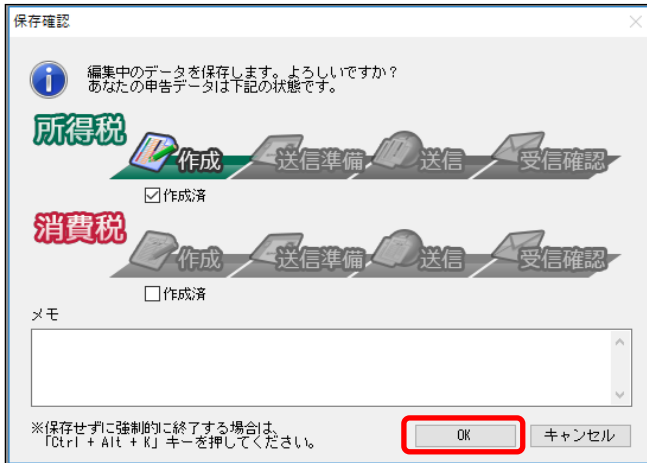 保存確認
編集中のデータを保存します。よろしいですか?
あなたの申告データは下記の状態です。
所得税
作成 送信準備 送信 受信確認
作成済
消費税
作成 送信準備 送信 受信確認
作成済
メモ
※保存せずに強制的に終了する場合は、
「Ctrl + Alt + K」キーを押してください。
OK キャンセル